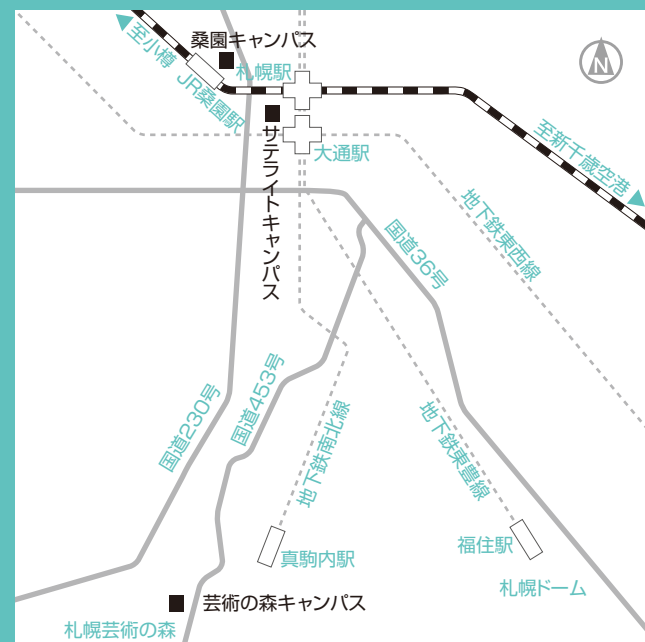 桑園キャンパス
N
至小樽
JR桑園駅
札幌駅
大通駅
至新千歳空港
サテライトキャンパス
地下鉄東西線
国道36号
国道230号
国道453号
地下鉄南北線
地下鉄東豊線
真駒内駅
福住駅
札幌ドーム
芸術の森キャンパス
札幌芸術の森